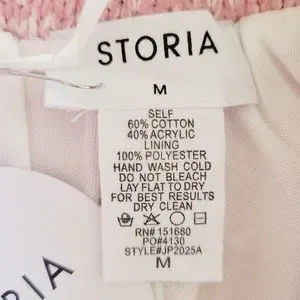 STORIA
M
SELF
60% COTTON
40% ACRYLIC
LINING
100% POLYESTER
HAND WASH COLD
DO NOT BLEACH
LAY FLAT TO DRY
FOR BEST RESULTS
DRY CLEAN
RN# 151680
PO#4130
STYLE#JP2025A
M
STORIA